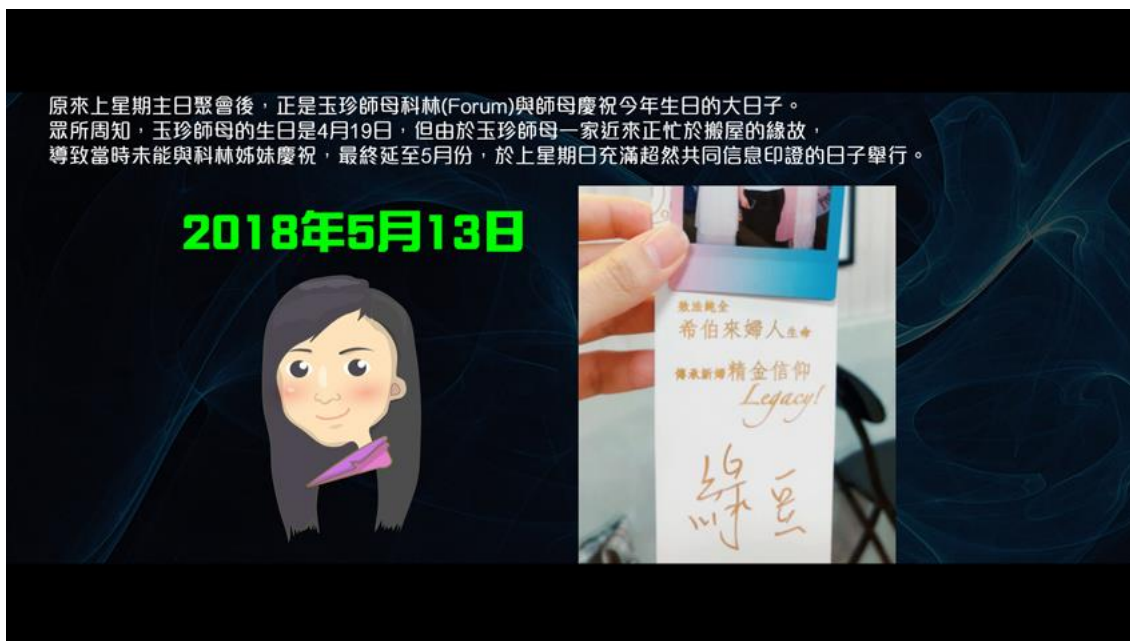 原來上星期主日聚會後，正是玉珍師母科林(Forum)與師母慶祝今年生日的大日子。
眾所周知，玉珍師母的生日是4月19日，但由於玉珍師母一家近來正忙於搬屋的緣故，
導致當時未能與科林姊妹慶祝，最終延至5月份，於上星期日充滿超然共同信息印證的日子舉行。
2018年5月13日
希伯來婦人生命
傳承新婦精金信仰
Legacy!
綠豆